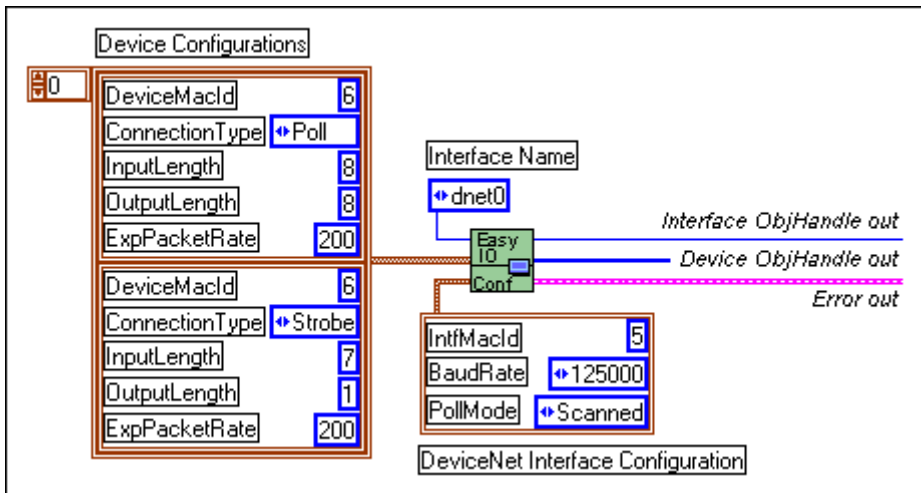 Device Configurations
0
DeviceMacId 6
ConnectionType Poll
InputLength 8
OutputLength 8
ExpPacketRate 200
DeviceMacId 6
ConnectionType Strobe
InputLength 7
OutputLength 1
ExpPacketRate 200
Interface Name
dnet0
Easy
IO
Conf
Interface ObjHandle out
Device ObjHandle out
Error out
IntfMacId 5
BaudRate 125000
PollMode Scanned
DeviceNet Interface Configuration